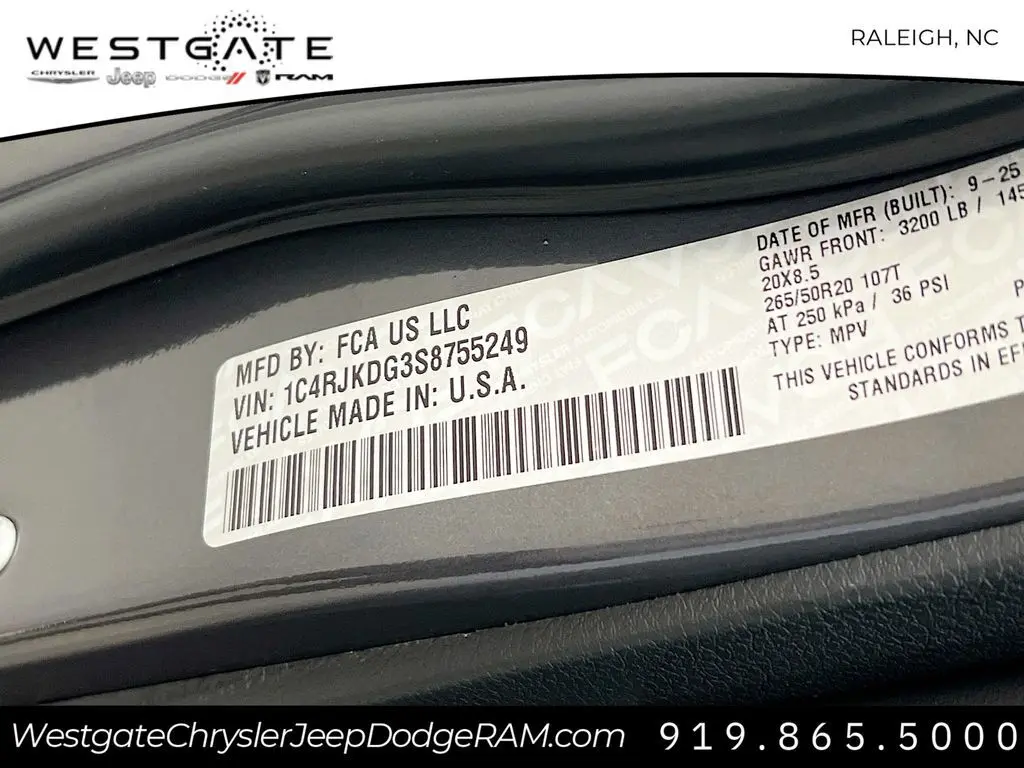 WESTGATE
CHRYSLER Jeep DODGE RAM
RALEIGH, NC
MFD BY: FCA US LLC
VIN: 1C4RJKDG3S8755249
VEHICLE MADE IN: U.S.A.
DATE OF MFR (BUILT): 9-25
GAWR FRONT: 3200 LB / 145
20X8.5
265/50R20 107T
AT 250 kPa / 36 PSI
TYPE: MPV
P
THIS VEHICLE CONFORMS T
STANDARDS IN EFF
WestgateChryslerJeepDodgeRAM.com
919.865.5000